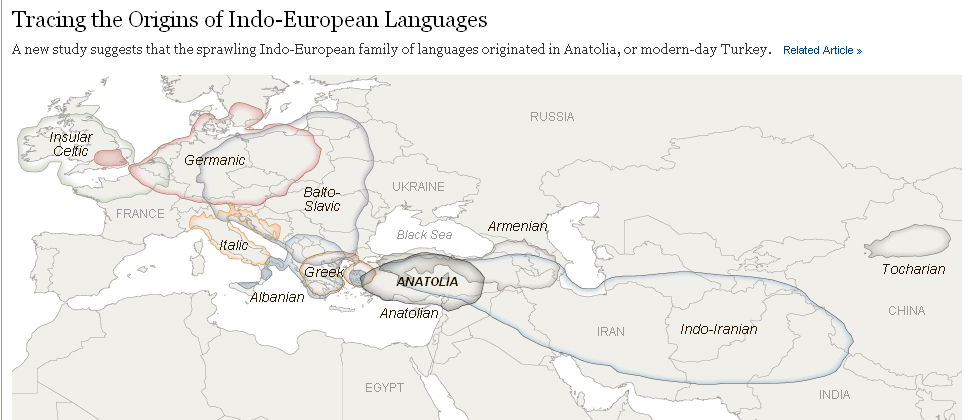 Tracing the Origins of Indo-European Languages
A new study suggests that the sprawling Indo-European family of languages originated in Anatolia, or modern-day Turkey. Related Article »
RUSSIA
Insular
Celtic
Germanic
Balto-
Slavic
UKRAINE
FRANCE
Black Sea
Armenian
Italic
Greek
ANATOLIA
Tocharian
Albanian
Anatolian
CHINA
IRAN
Indo-Iranian
EGYPT
INDIA